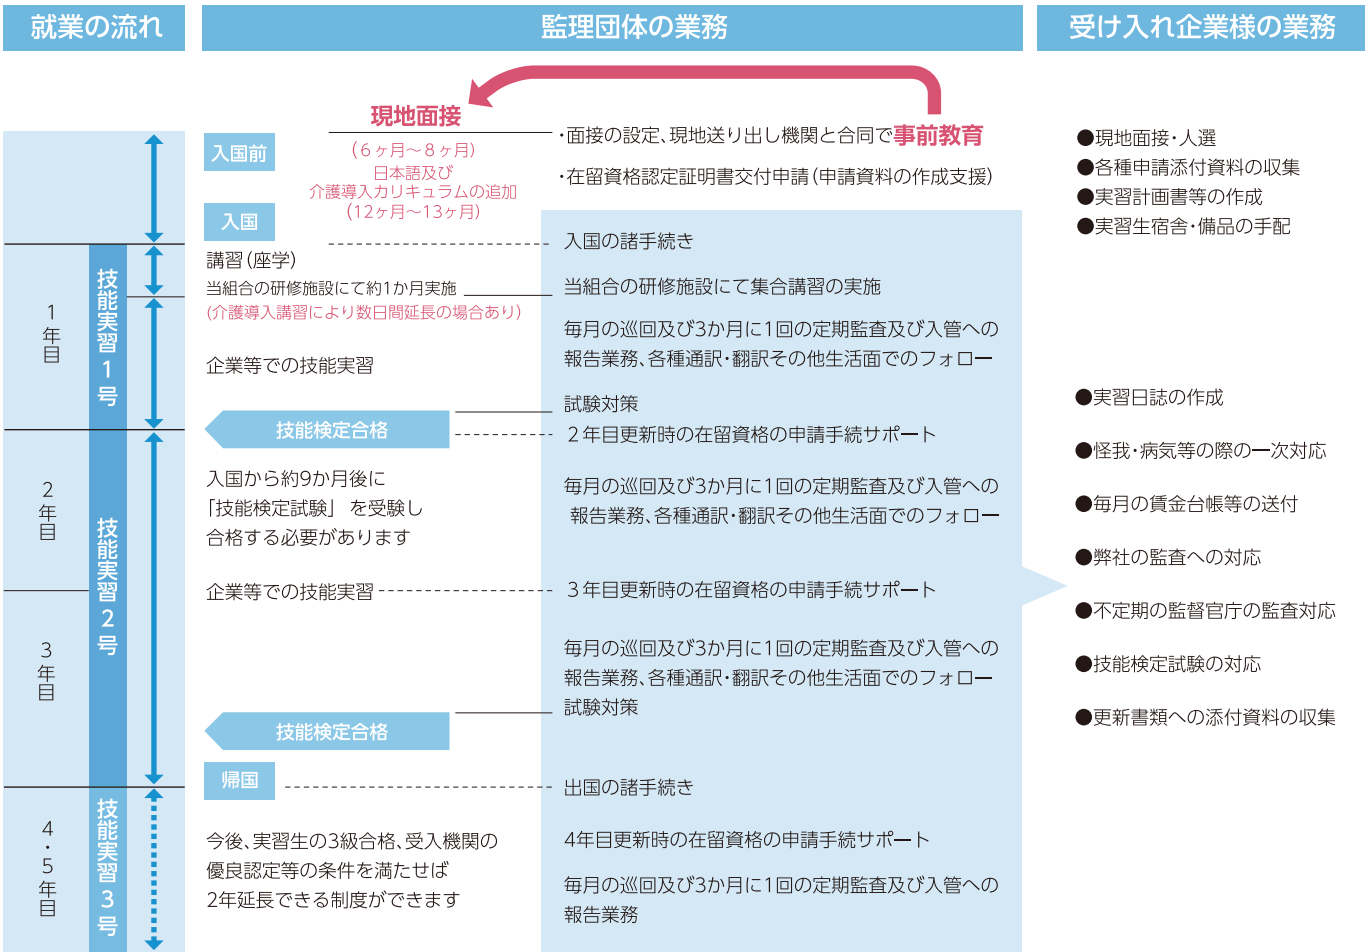 就業の流れ
監理団体の業務
受け入れ企業様の業務
1年目
2年目
3年目
4・5年目
技能実習1号
技能実習2号
技能実習3号
入国前
現地面接
(6ヶ月〜8ヶ月)
日本語及び
介護導入カリキュラムの追加
(12ヶ月〜13ヶ月)
・面接の設定、現地送り出し機関と合同で事前教育
・在留資格認定証明書交付申請(申請資料の作成支援)
入国
入国の諸手続き
講習(座学)
当組合の研修施設にて約1か月実施
(介護導入講習により数日間延長の場合あり)
当組合の研修施設にて集合講習の実施
企業等での技能実習
毎月の巡回及び3か月に1回の定期監査及び入管への
報告業務、各種通訳・翻訳その他生活面でのフォロー
技能検定合格
試験対策
2年目更新時の在留資格の申請手続サポート
入国から約9か月後に
「技能検定試験」を受験し
合格する必要があります
毎月の巡回及び3か月に1回の定期監査及び入管への
報告業務、各種通訳・翻訳その他生活面でのフォロー
企業等での技能実習
3年目更新時の在留資格の申請手続サポート
毎月の巡回及び3か月に1回の定期監査及び入管への
報告業務、各種通訳・翻訳その他生活面でのフォロー
試験対策
技能検定合格
帰国
出国の諸手続き
今後、実習生の3級合格、受入機関の
優良認定等の条件を満たせば
2年延長できる制度ができます
4年目更新時の在留資格の申請手続サポート
毎月の巡回及び3か月に1回の定期監査及び入管への
報告業務
●現地面接・人選
●各種申請添付資料の収集
●実習計画書等の作成
●実習生宿舎・備品の手配
●実習日誌の作成
●怪我・病気等の際の一次対応
●毎月の賃金台帳等の送付
●弊社の監査への対応
●不定期の監督官庁の監査対応
●技能検定試験の対応
●更新書類への添付資料の収集